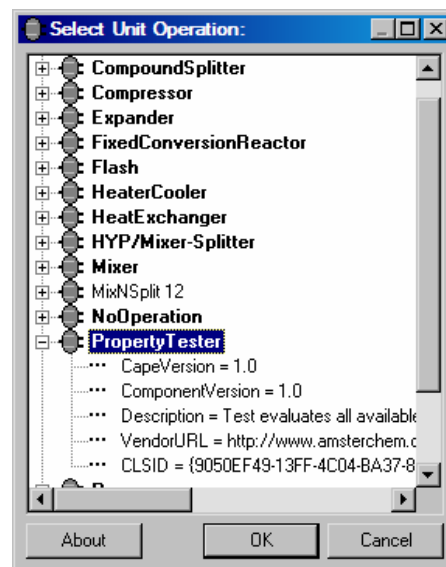 Select Unit Operation:
CompoundSplitter
Compressor
Expander
FixedConversionReactor
Flash
HeaterCooler
HeatExchanger
HYP/Mixer-Splitter
Mixer
MixNSplit 12
NoOperation
PropertyTester
CapeVersion = 1.0
ComponentVersion = 1.0
Description = Test evaluates all available
VendorURL = http://www.amsterchem.c
CLSID = {9050EF49-13FF-4C04-BA37-8
About OK Cancel